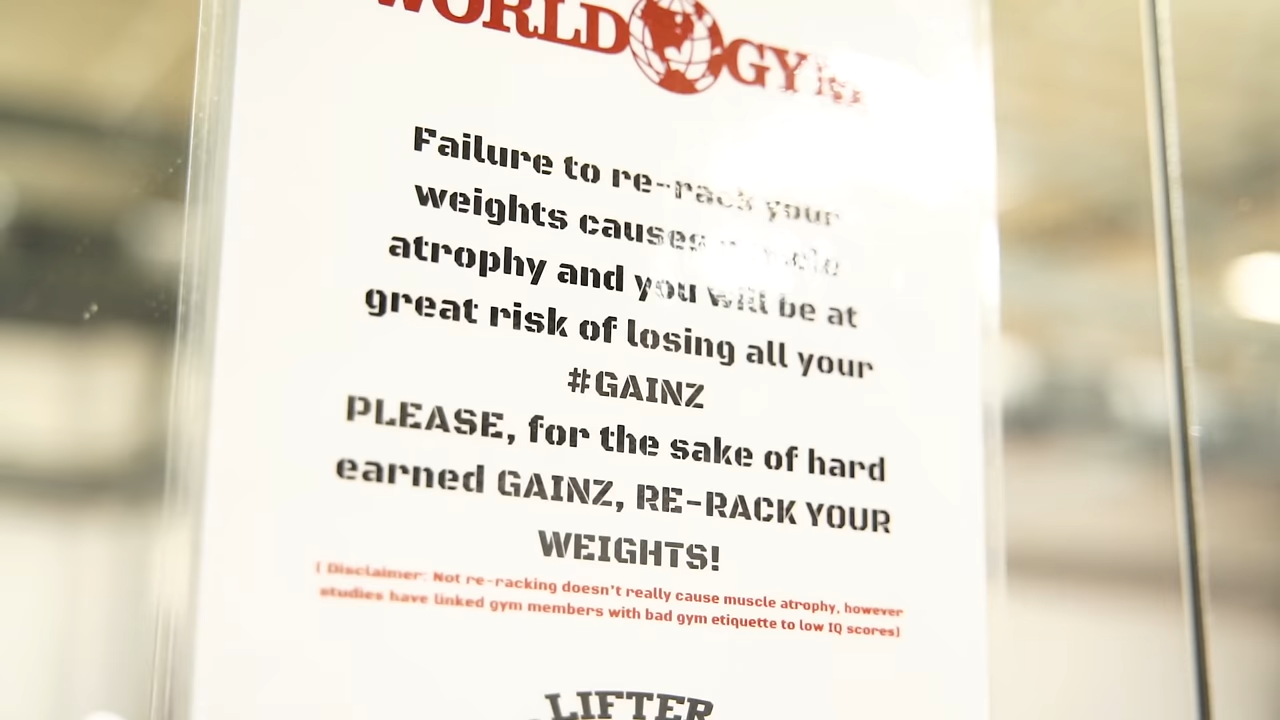 WORLD GYM
Failure to re-rack your
weights causes
atrophy and you will be at
great risk of losing all your
#GAINZ
PLEASE, for the sake of hard
earned GAINZ, RE-RACK YOUR
WEIGHTS!
( Disclaimer: Not re-racking doesn't really cause muscle atrophy, however
studies have linked gym members with bad gym etiquette to low IQ scores)
LIFTER